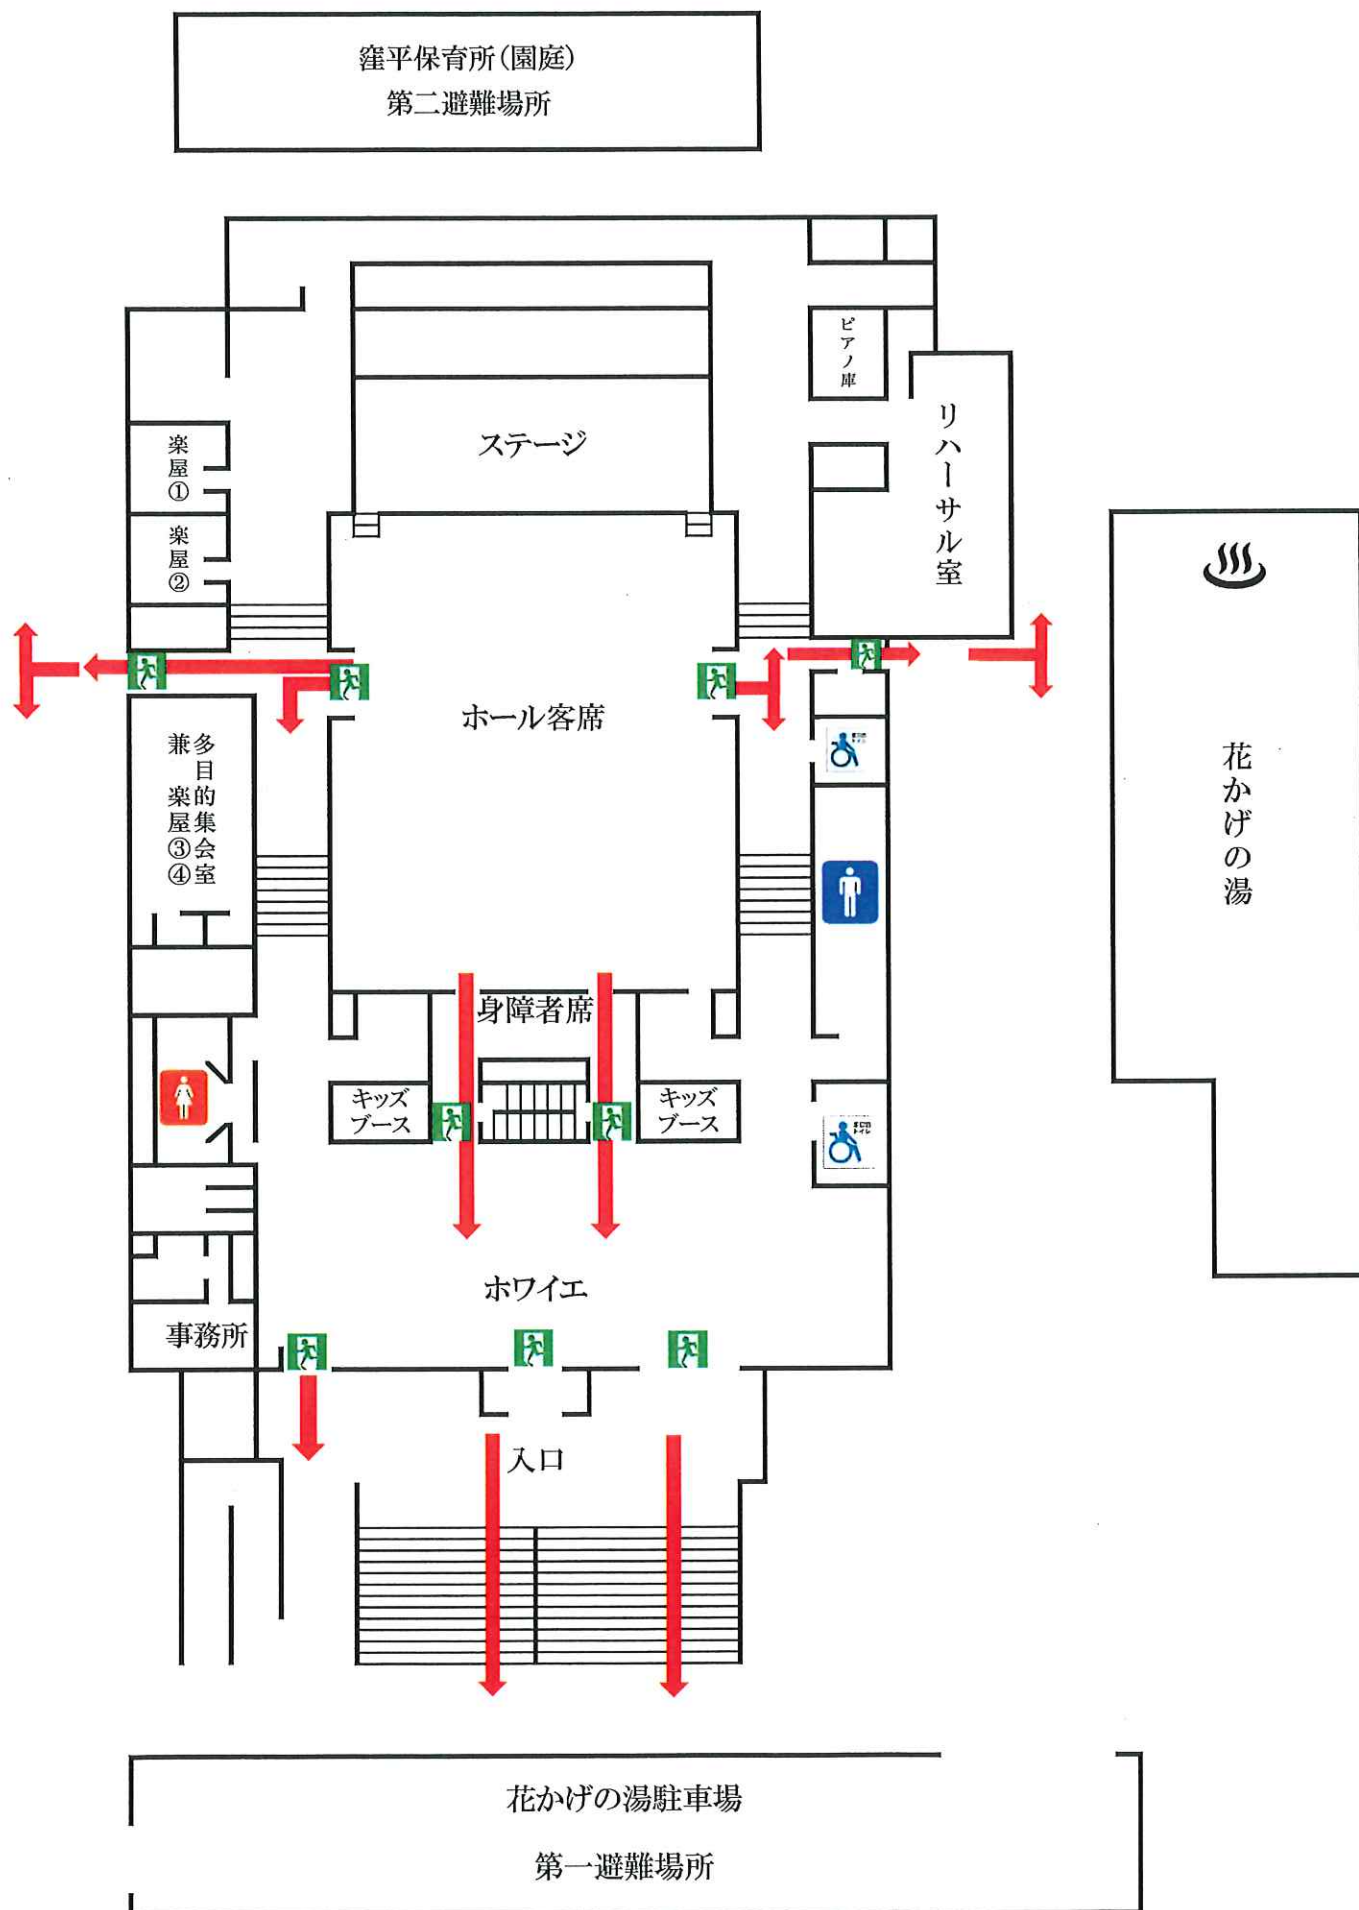 窪平保育所(園庭)
第二避難場所
ピアノ庫
リハーサル室
ステージ
楽屋①
楽屋②
ホール客席
多目的集会室
兼 楽屋③④
花かげの湯
身障者席
キッズ
ブース
キッズ
ブース
ホワイエ
事務所
入口
花かげの湯駐車場
第一避難場所